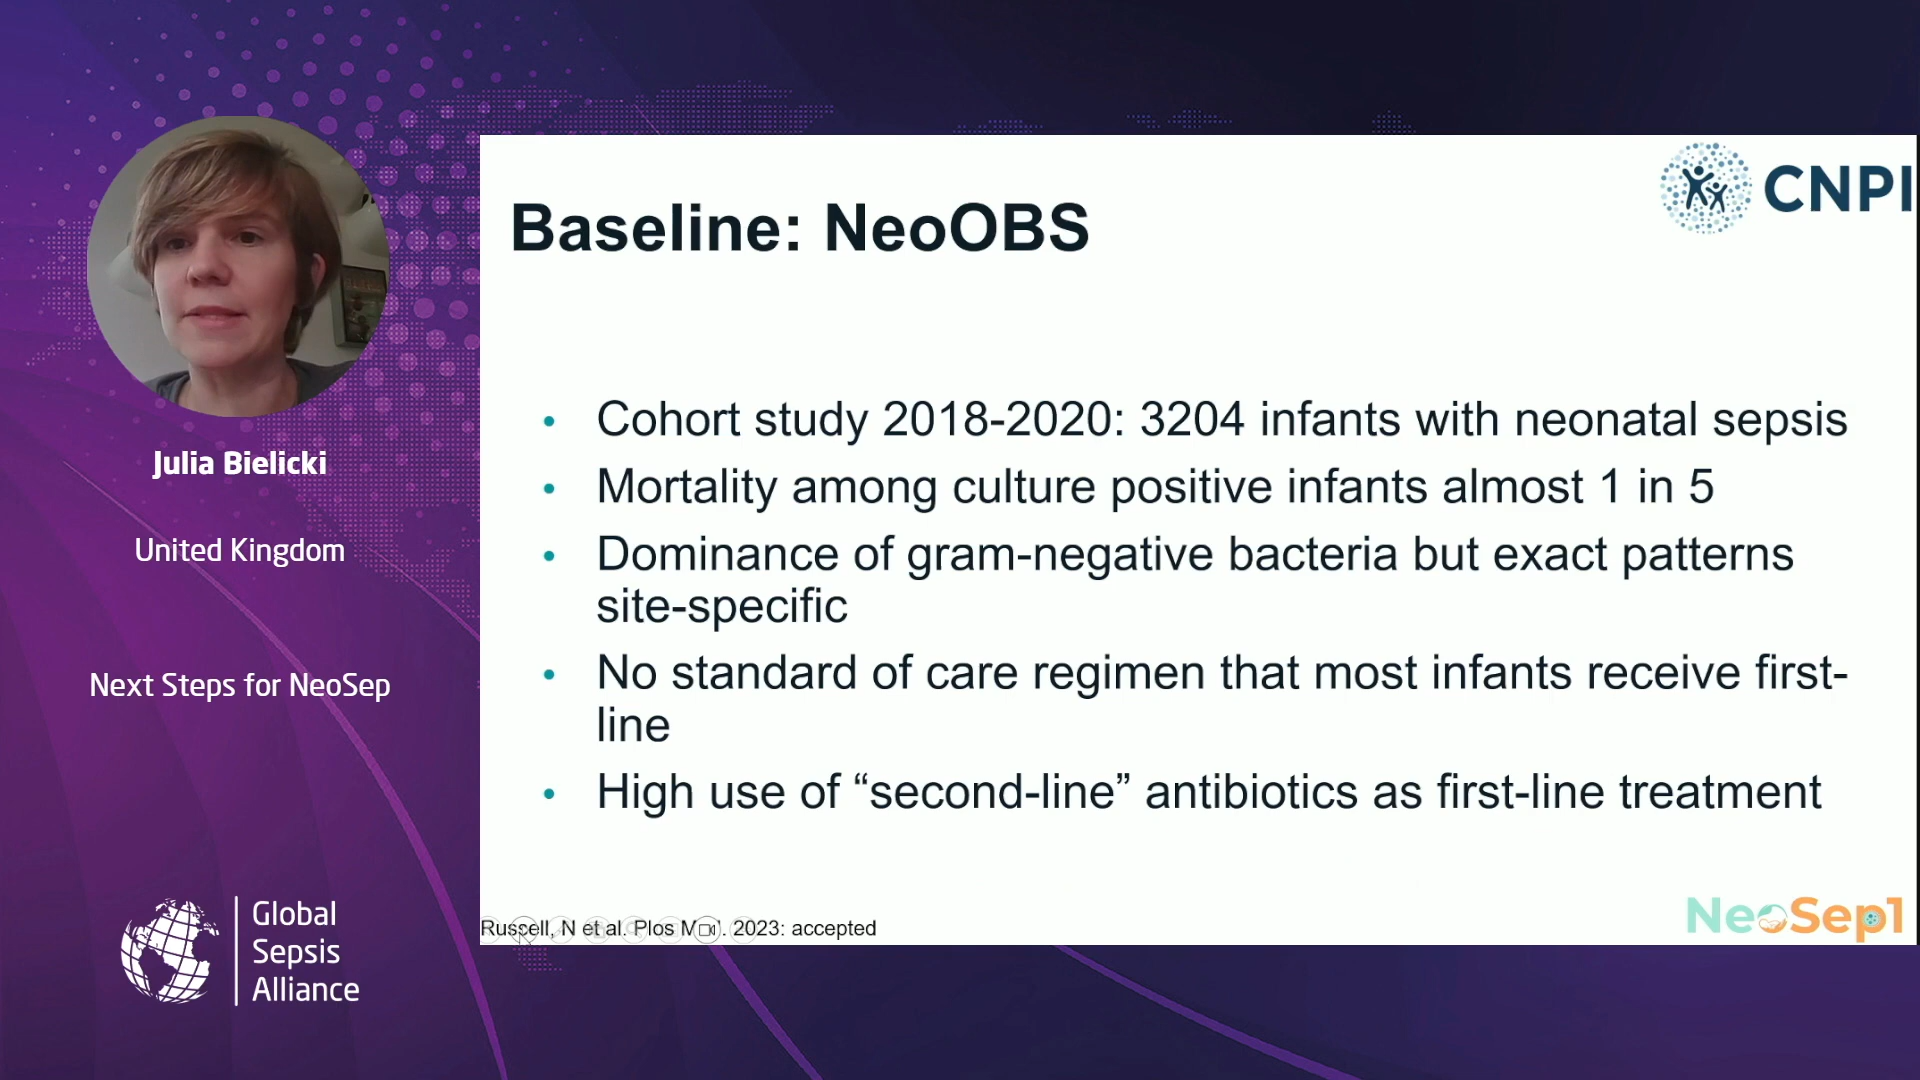 Julia Bielicki
United Kingdom
Next Steps for NeoSep
Global
Sepsis
Alliance
CNPI
Baseline: NeoOBS
• Cohort study 2018-2020: 3204 infants with neonatal sepsis
• Mortality among culture positive infants almost 1 in 5
• Dominance of gram-negative bacteria but exact patterns
site-specific
• No standard of care regimen that most infants receive first-
line
• High use of “second-line” antibiotics as first-line treatment
Russell, N et al. Plos . 2023: accepted
NeoSep1